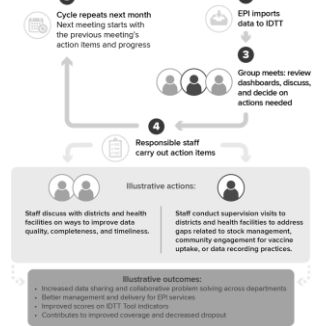 Cycle repeats next month
Next meeting starts with
the previous meeting's
action items and progress
EPI imports
data to IDTT
3
Group meets: review
dashboards, discuss,
and decide on
actions needed
4
Responsible staff
carry out action items
Illustrative actions:
Staff discuss with districts and health
facilities on ways to improve data
quality, completeness, and timeliness.
Staff conduct supervision visits to
districts and health facilities to address
gaps related to stock management,
community engagement for vaccine
uptake, or data recording practices.
Illustrative outcomes:
• Increased data sharing and collaborative problem solving across departments
• Better management and delivery for EPI services
• Improved scores on IDTT Tool indicators
• Contributes to improved coverage and decreased dropout